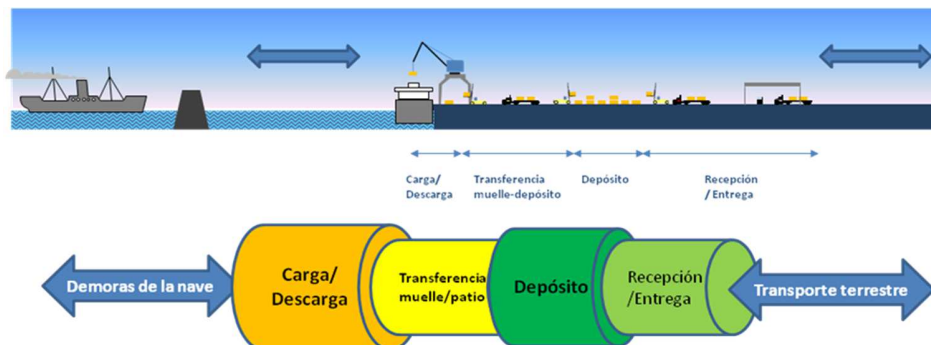 Carga/
Descarga
Transferencia
muelle-depósito
Depósito
Recepción
/ Entrega
Demoras de la nave
Carga/
Descarga
Transferencia
muelle/patio
Depósito
Recepción
/Entrega
Transporte terrestre